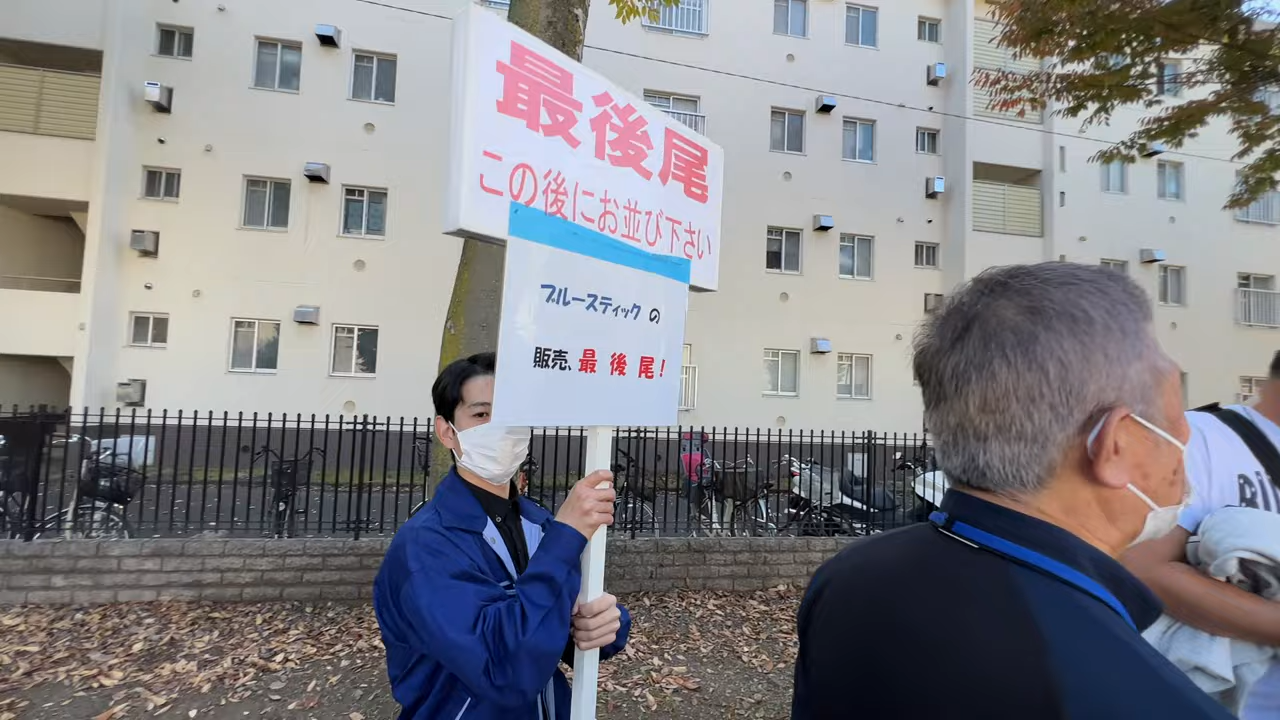 最後尾
この後にお並び下さい
ブルースティック の
販売、最後尾!